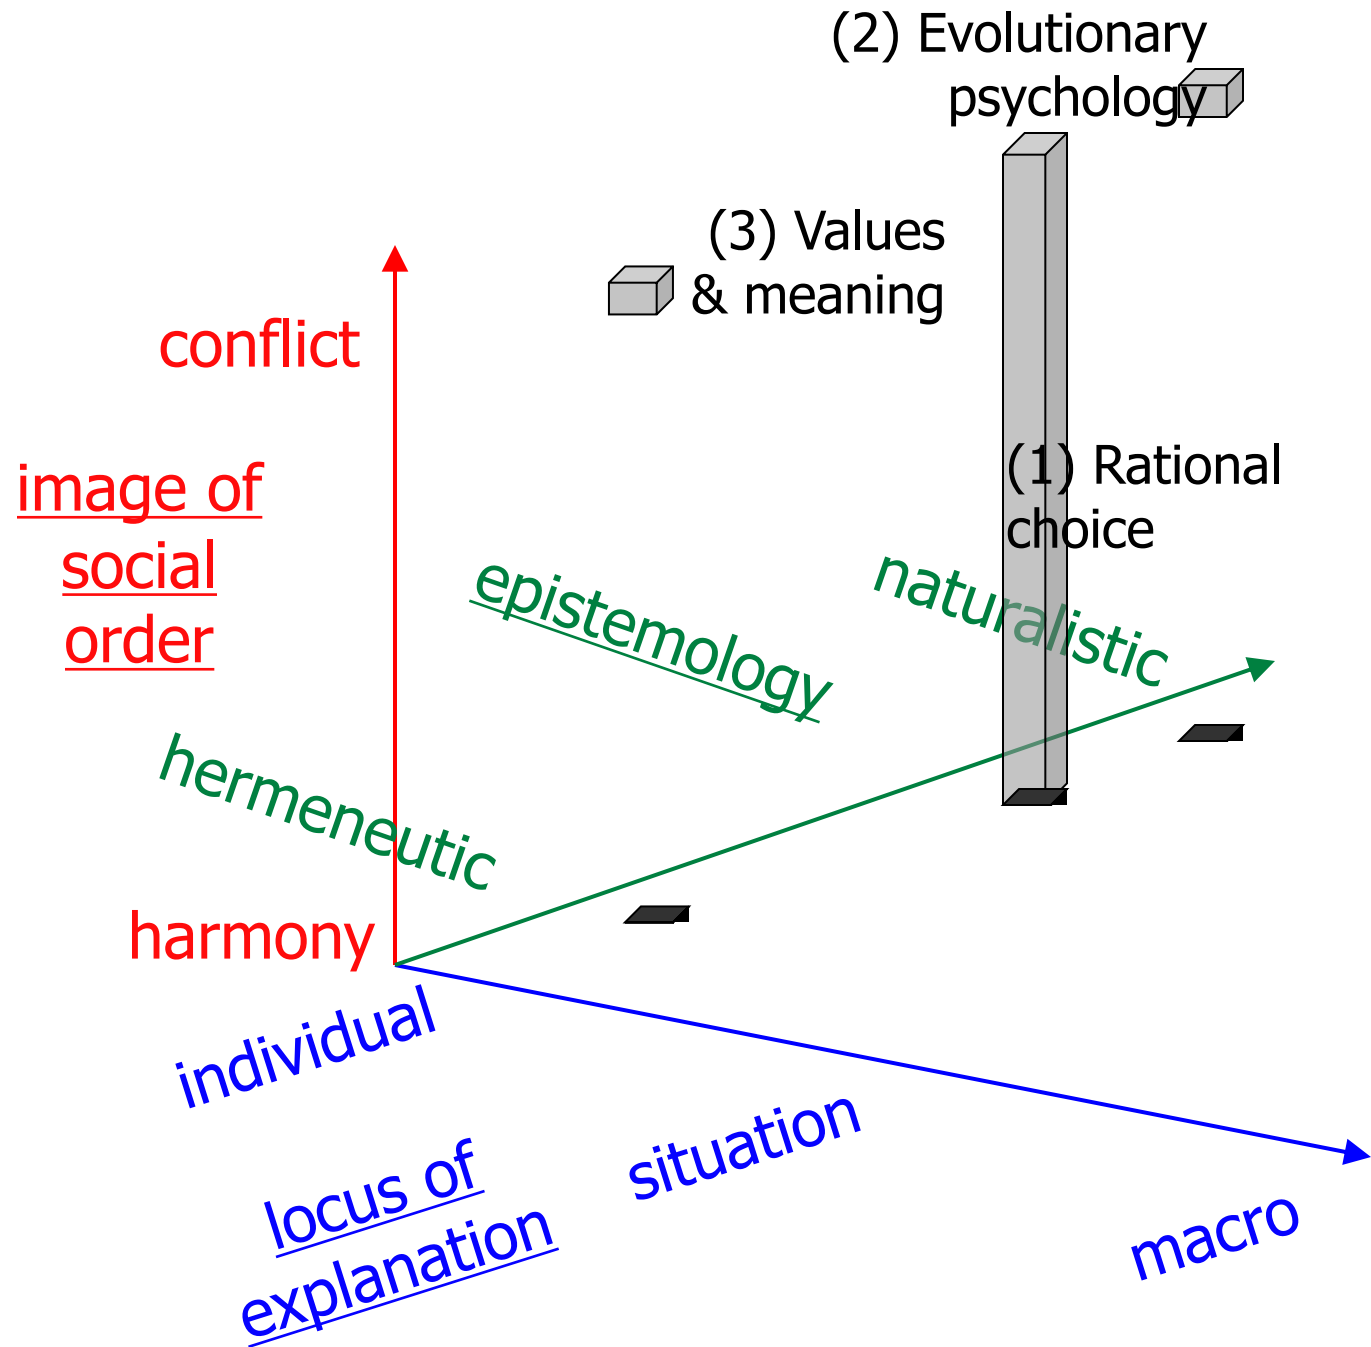 (2) Evolutionary
psychology
(3) Values
& meaning
conflict
(1) Rational
choice
image of
social
order
epistemology
naturalistic
hermeneutic
harmony
individual
situation
locus of
explanation
macro